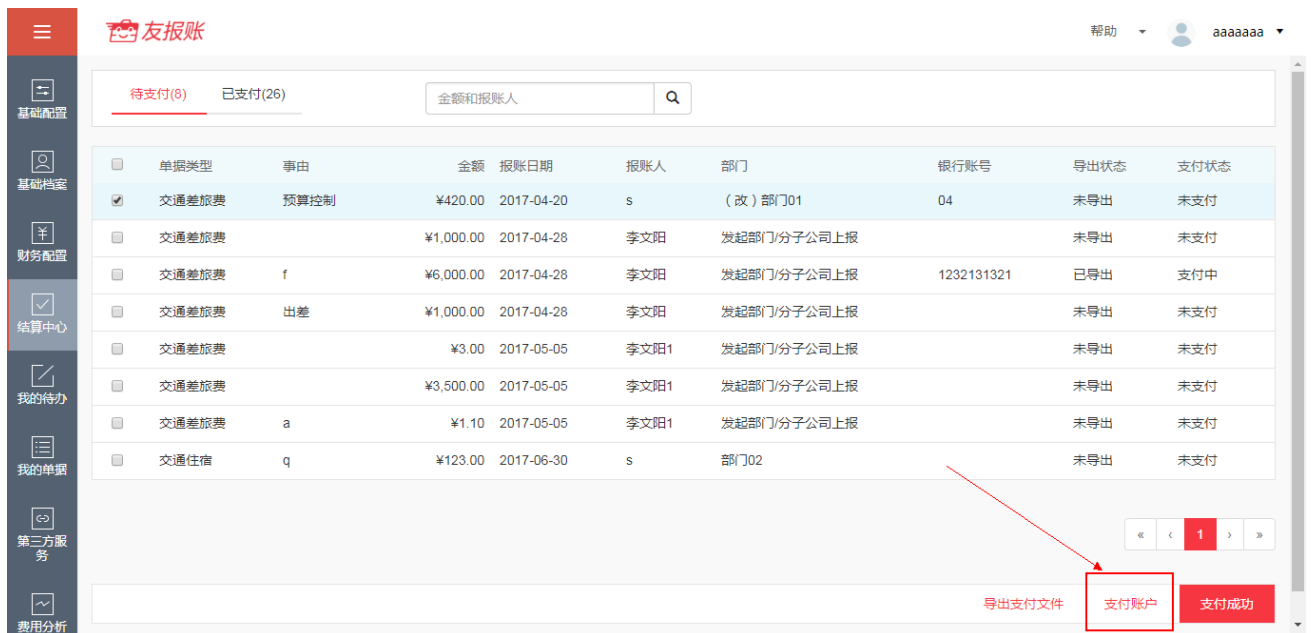 友报账
帮助
aaaaaaa
基础配置
基础档案
财务配置
结算中心
我的待办
我的单据
第三方服
务
费用分析
待支付(8) 已支付(26) 金额和报账人
单据类型 事由 金额 报账日期 报账人 部门 银行账号 导出状态 支付状态
交通差旅费 预算控制 ¥420.00 2017-04-20 s （改）部门01 04 未导出 未支付
交通差旅费 ¥1,000.00 2017-04-28 李文阳 发起部门/分子公司上报 未导出 未支付
交通差旅费 f ¥6,000.00 2017-04-28 李文阳 发起部门/分子公司上报 1232131321 已导出 支付中
交通差旅费 出差 ¥1,000.00 2017-04-28 李文阳 发起部门/分子公司上报 未导出 未支付
交通差旅费 ¥3.00 2017-05-05 李文阳1 发起部门/分子公司上报 未导出 未支付
交通差旅费 ¥3,500.00 2017-05-05 李文阳1 发起部门/分子公司上报 未导出 未支付
交通差旅费 a ¥1.10 2017-05-05 李文阳1 发起部门/分子公司上报 未导出 未支付
交通住宿 q ¥123.00 2017-06-30 s 部门02 未导出 未支付
« ‹ 1 › »
导出支付文件 支付账户 支付成功